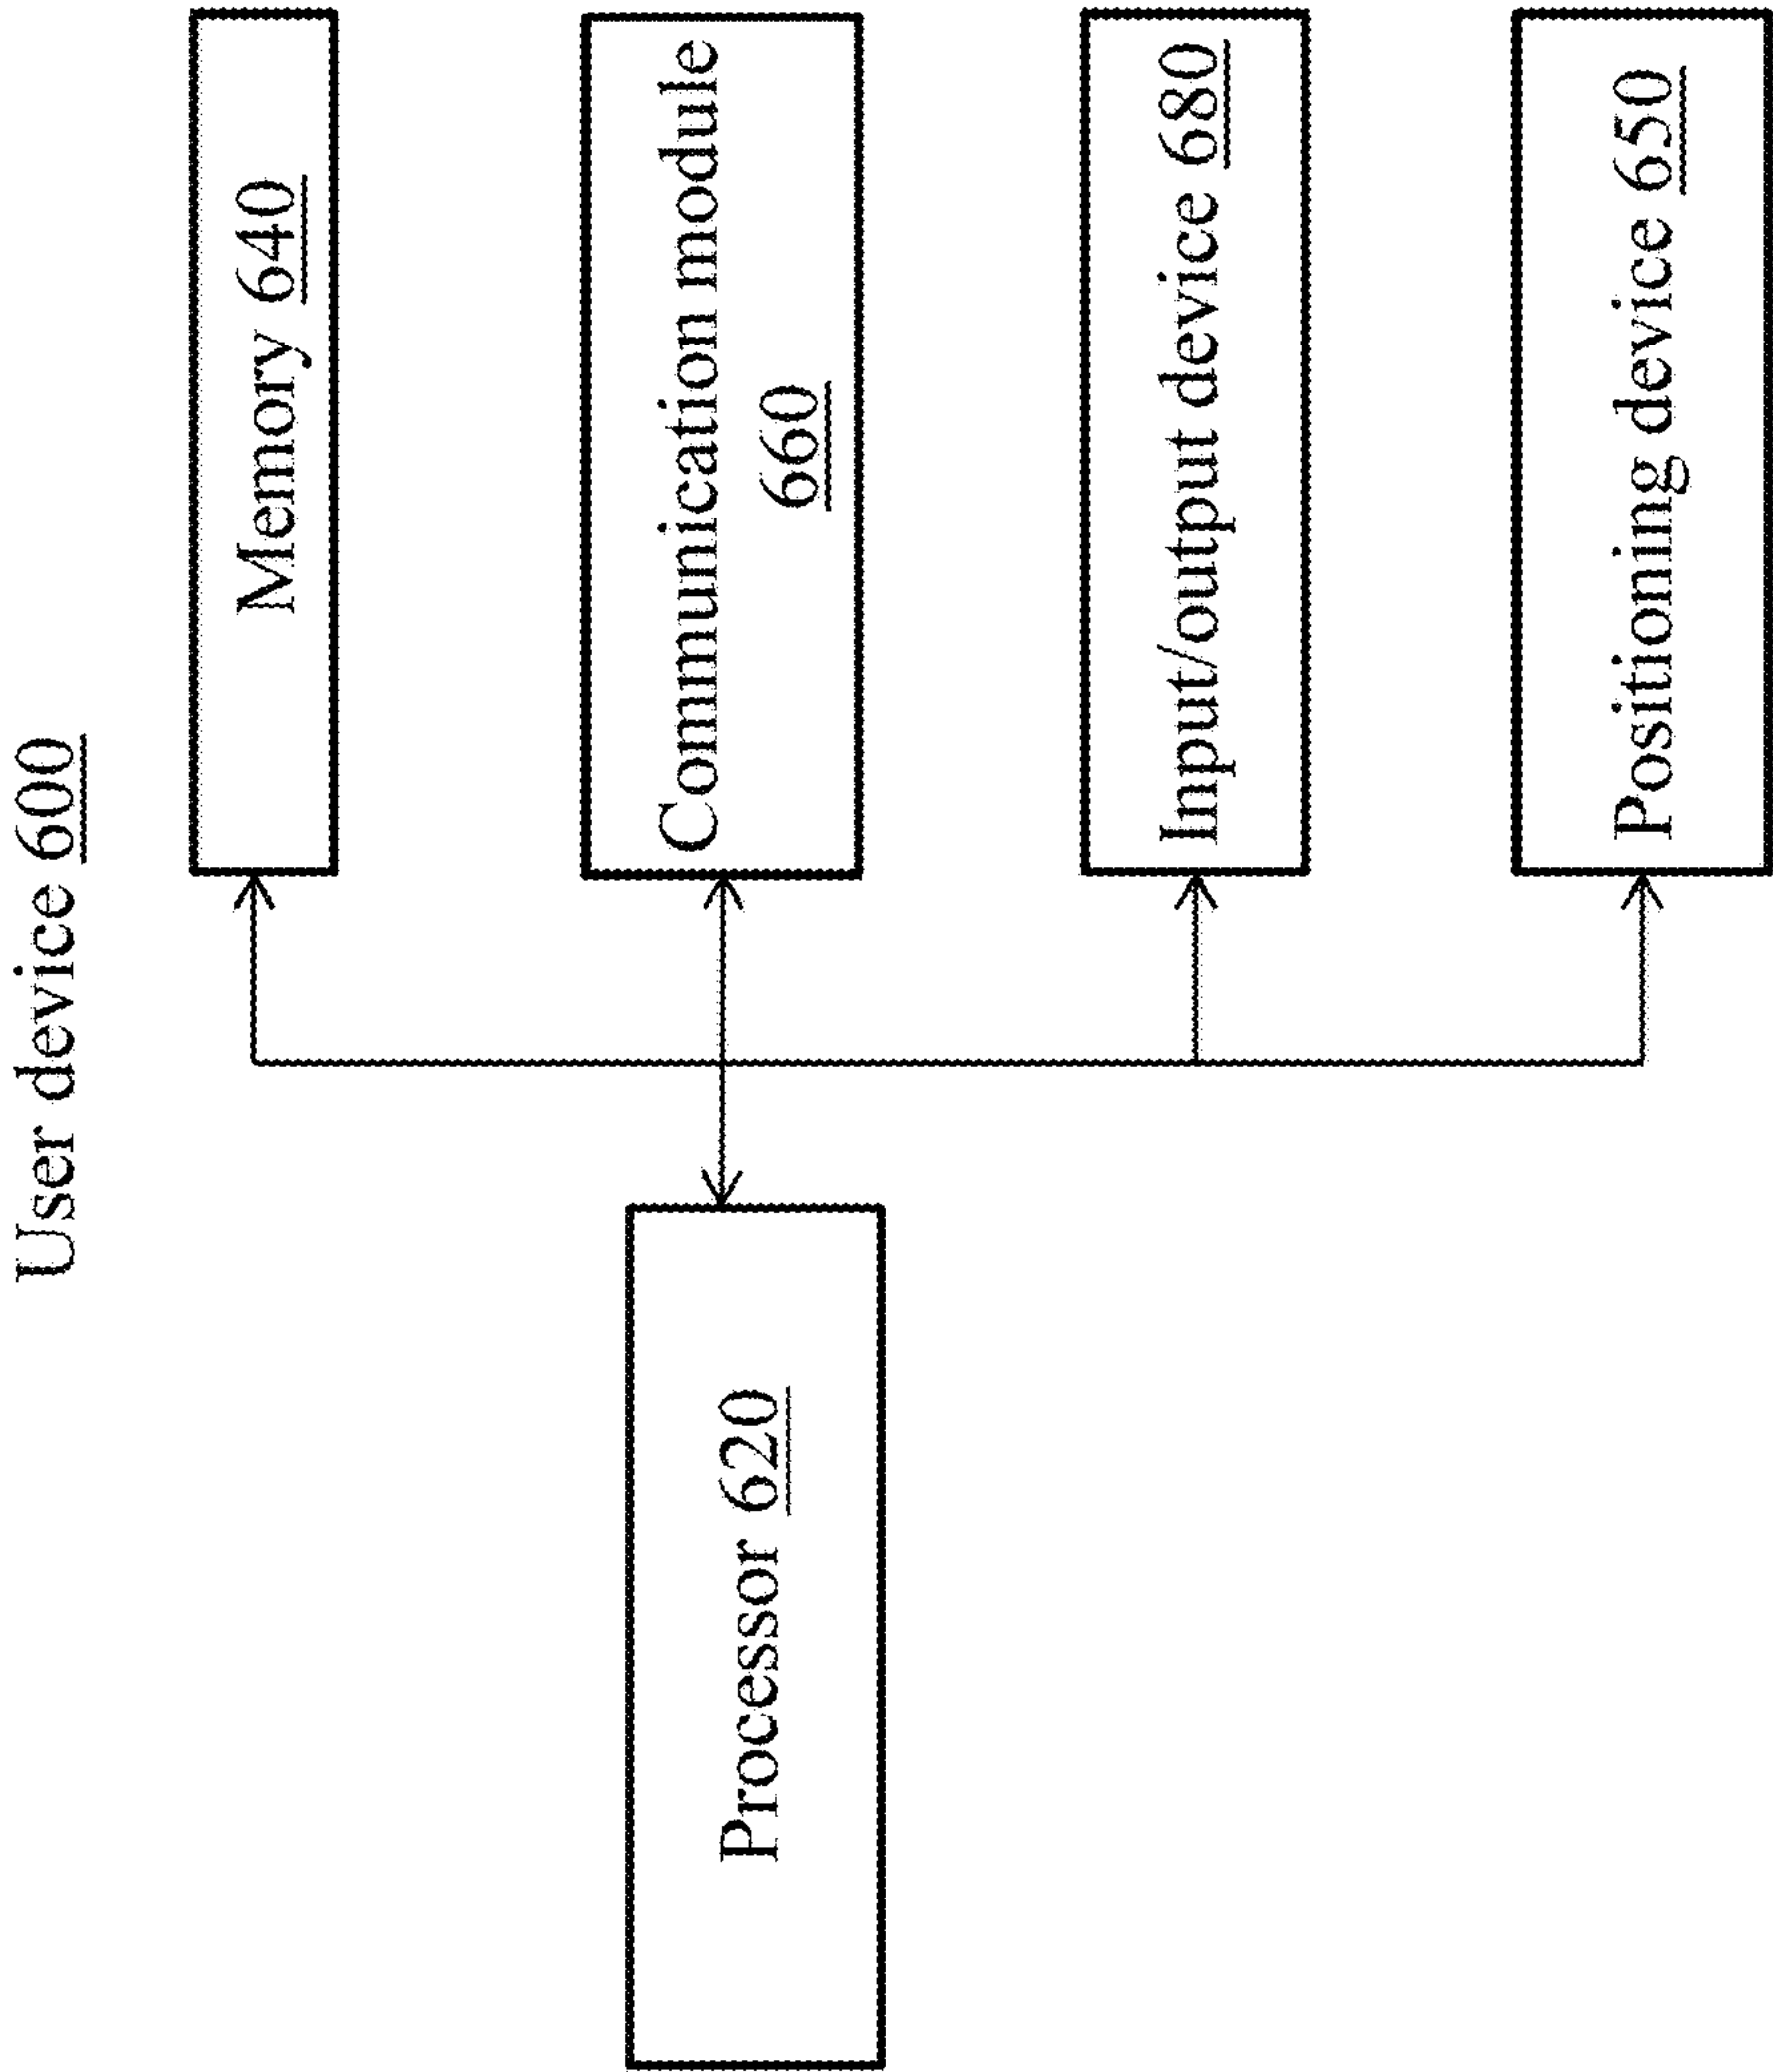 User device 600
Memory 640
Communication module
660
Processor 620
Input/output device 680
Positioning device 650